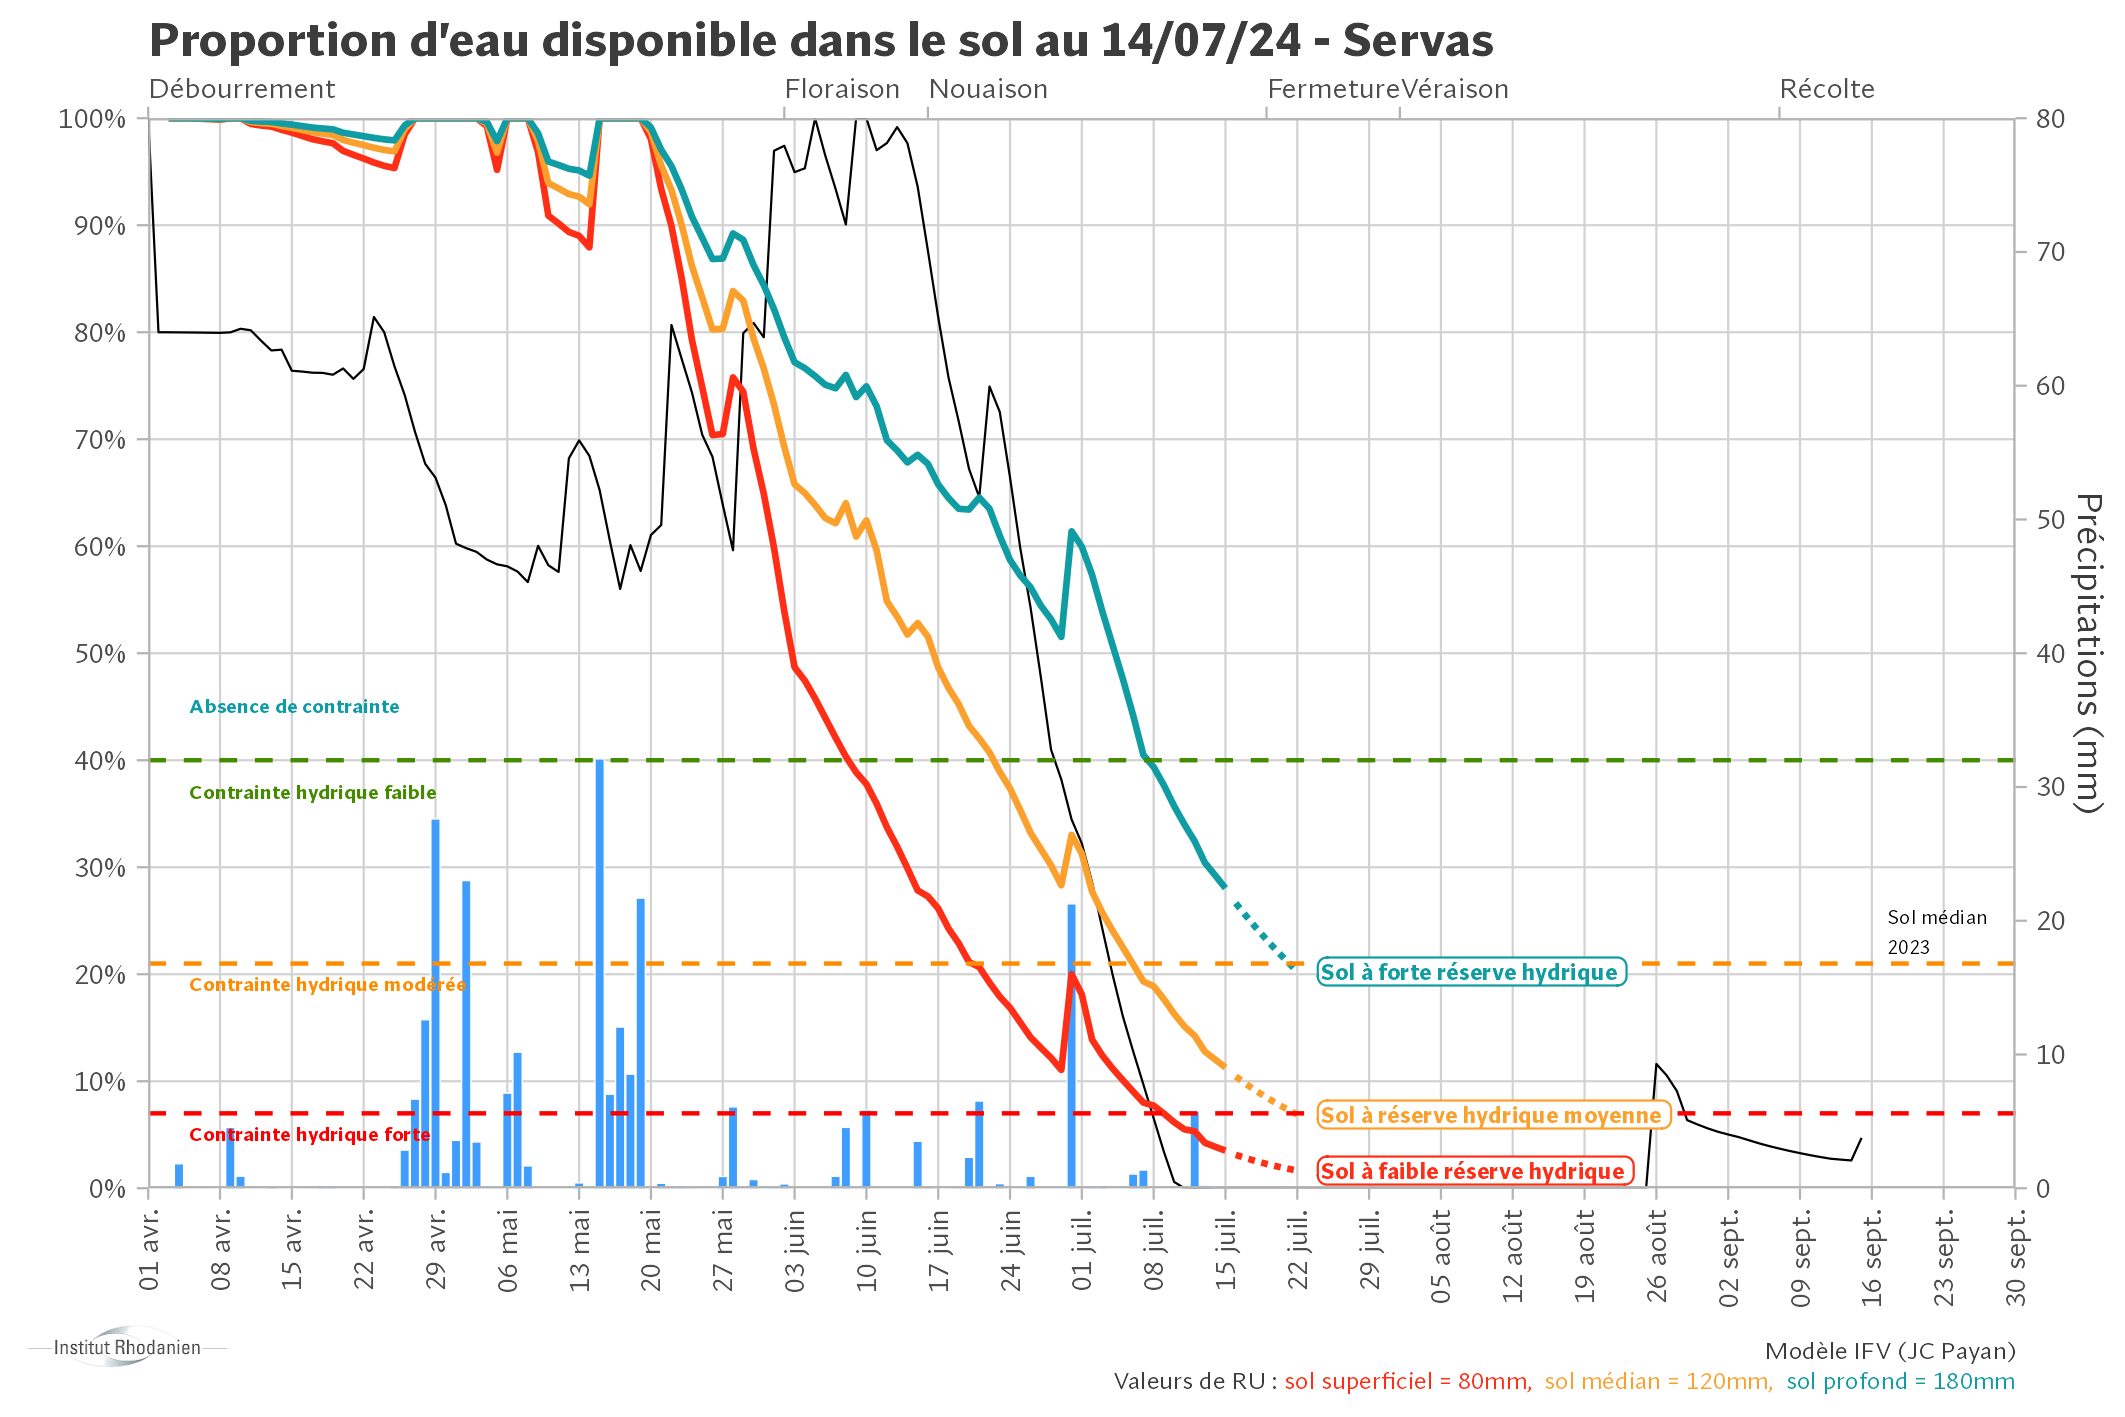 Proportion d'eau disponible dans le sol au 14/07/24 - Servas
Débourrement Floraison Nouaison Fermeture Véraison Récolte
100%
90%
80%
70%
60%
50%
40%
30%
20%
10%
0%
80
70
60
50
40
30
20
10
0
Précipitations (mm)
Absence de contrainte
Contrainte hydrique faible
Contrainte hydrique modérée
Contrainte hydrique forte
Sol médian
2023
Sol à forte réserve hydrique
Sol à réserve hydrique moyenne
Sol à faible réserve hydrique
01 avr.
08 avr.
15 avr.
22 avr.
29 avr.
06 mai
13 mai
20 mai
27 mai
03 juin
10 juin
17 juin
24 juin
01 juil.
08 juil.
15 juil.
22 juil.
29 juil.
05 août
12 août
19 août
26 août
02 sept.
09 sept.
16 sept.
23 sept.
30 sept.
Institut Rhodanien
Modèle IFV (JC Payan)
Valeurs de RU : sol superficiel = 80mm, sol médian = 120mm, sol profond = 180mm